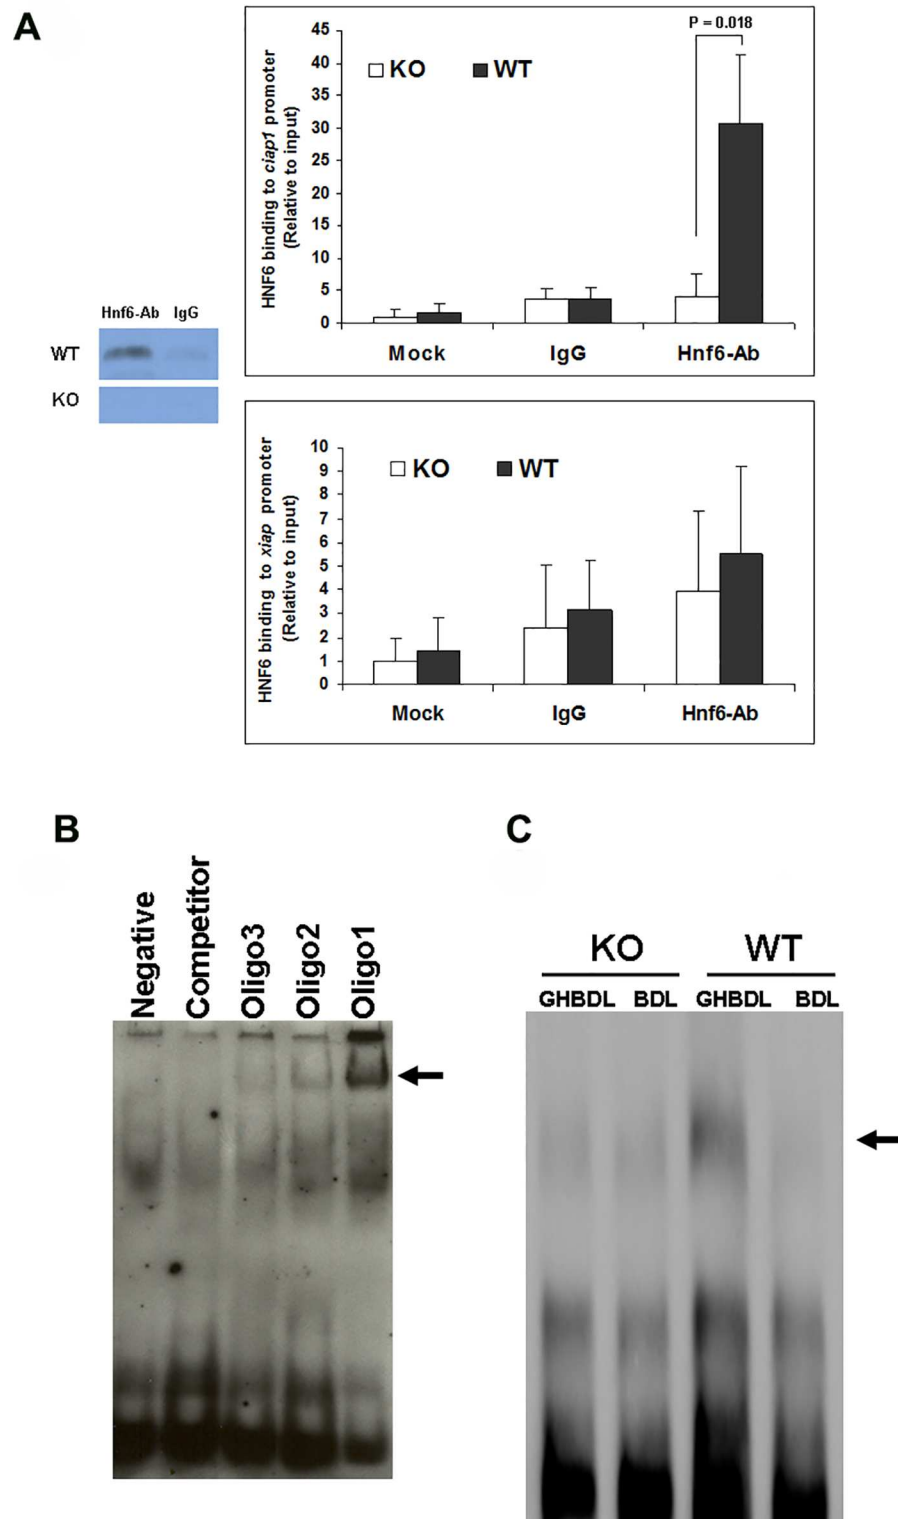 A
Hnf6-Ab IgG
WT
KO
HNF6 binding to ciap1 promoter
(Relative to input)
45
40
35
30
25
20
15
10
5
0
KO WT
P = 0.018
Mock IgG Hnf6-Ab
HNF6 binding to xiap promoter
(Relative to input)
10
9
8
7
6
5
4
3
2
1
0
KO WT
Mock IgG Hnf6-Ab
B
Negative
Competitor
Oligo3
Oligo2
Oligo1
C
KO WT
GHBDL BDL GHBDL BDL